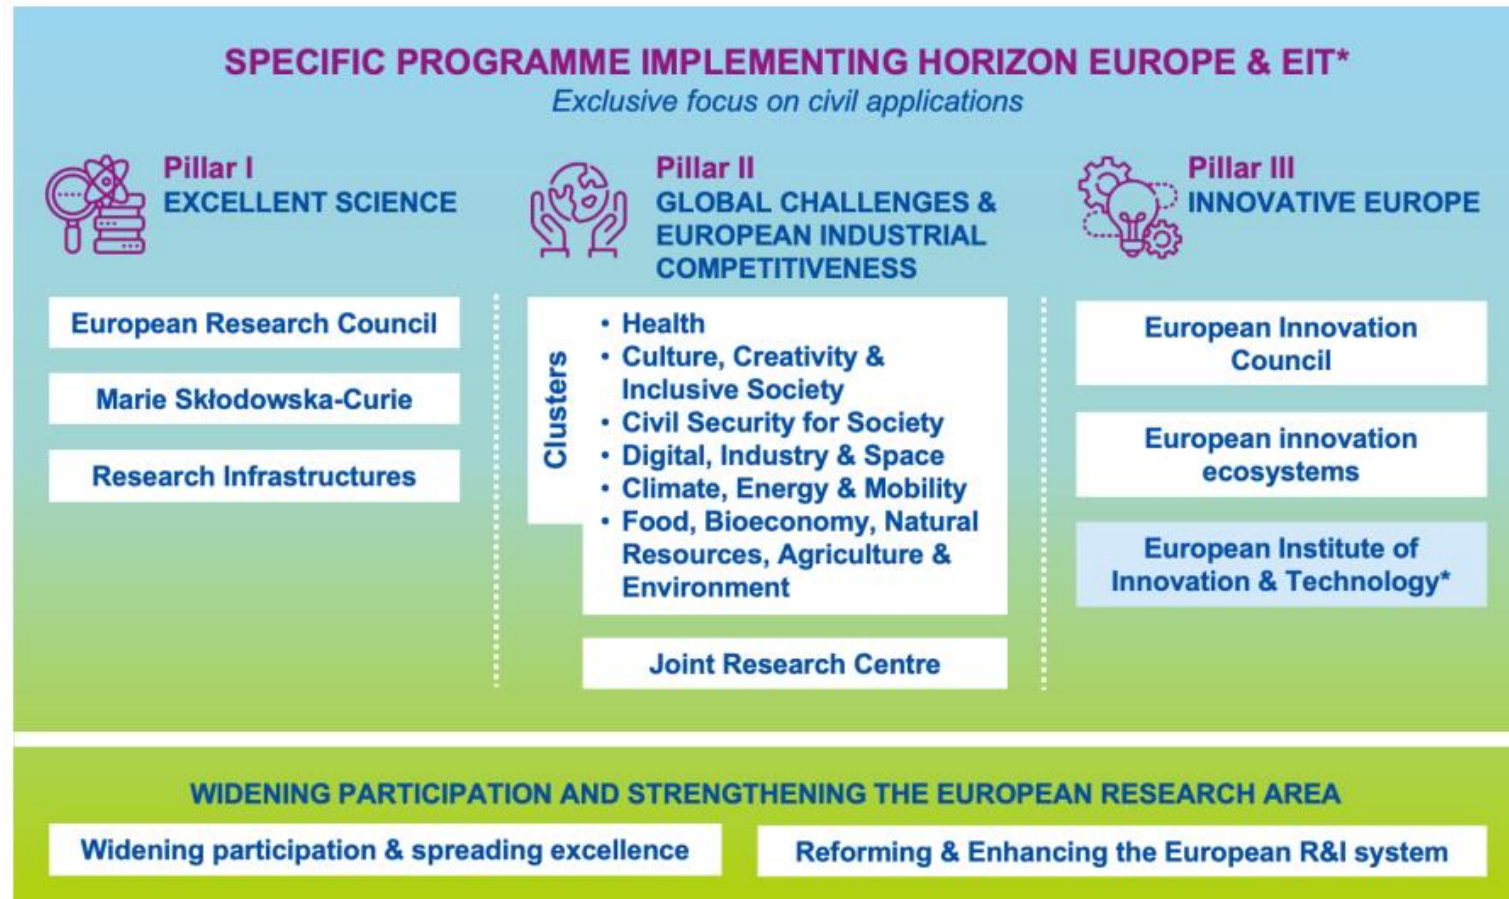 SPECIFIC PROGRAMME IMPLEMENTING HORIZON EUROPE & EIT*
Exclusive focus on civil applications
Pillar I
EXCELLENT SCIENCE
European Research Council
Marie Skłodowska-Curie
Research Infrastructures
Pillar II
GLOBAL CHALLENGES &
EUROPEAN INDUSTRIAL
COMPETITIVENESS
Clusters
• Health
• Culture, Creativity &
Inclusive Society
• Civil Security for Society
• Digital, Industry & Space
• Climate, Energy & Mobility
• Food, Bioeconomy, Natural
Resources, Agriculture &
Environment
Joint Research Centre
Pillar III
INNOVATIVE EUROPE
European Innovation
Council
European innovation
ecosystems
European Institute of
Innovation & Technology*
WIDENING PARTICIPATION AND STRENGTHENING THE EUROPEAN RESEARCH AREA
Widening participation & spreading excellence
Reforming & Enhancing the European R&I system